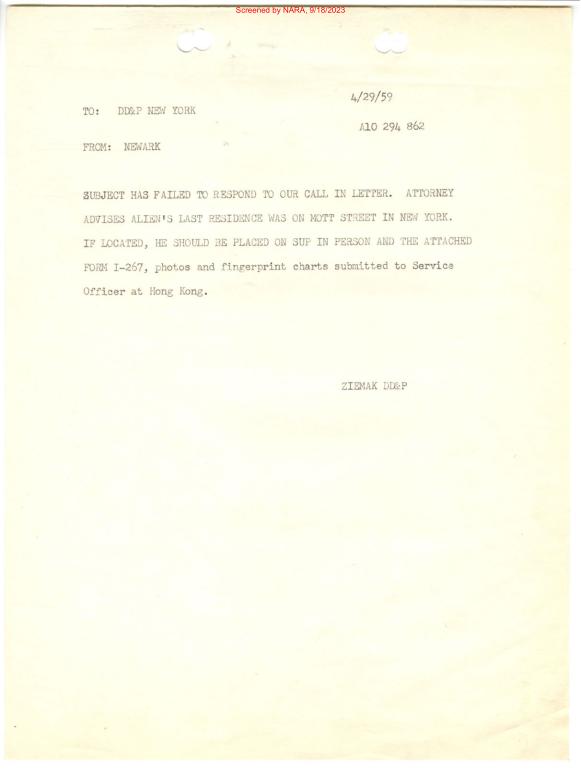 Screened by NARA, 9/18/2023
4/29/59
TO: DD&P NEW YORK
A10 294 862
FROM: NEWARK
SUBJECT HAS FAILED TO RESPOND TO OUR CALL IN LETTER. ATTORNEY
ADVISES ALIEN'S LAST RESIDENCE WAS ON MOTT STREET IN NEW YORK.
IF LOCATED, HE SHOULD BE PLACED ON SUP IN PERSON AND THE ATTACHED
FORM I-267, photos and fingerprint charts submitted to Service
Officer at Hong Kong.
ZIEMAK DD&P